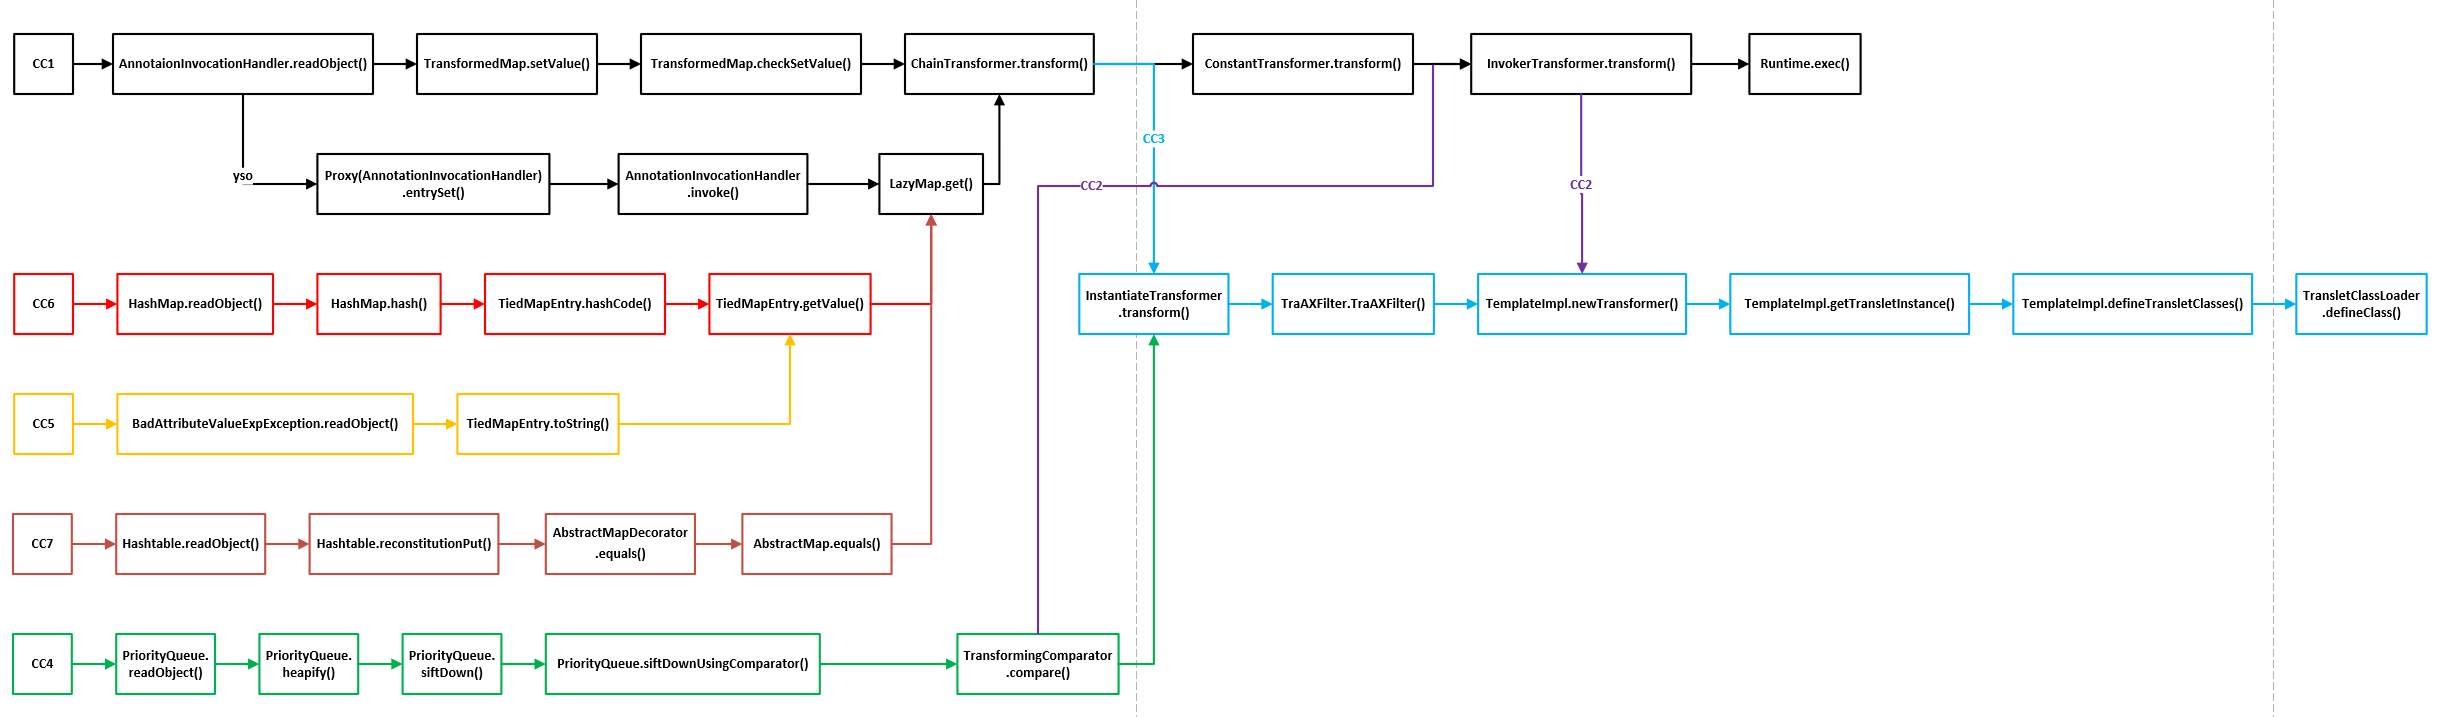 CC1
AnnotaionInvocationHandler.readObject()
TransformedMap.setValue()
TransformedMap.checkSetValue()
ChainTransformer.transform()
ConstantTransformer.transform()
InvokerTransformer.transform()
Runtime.exec()
CC3
yso
Proxy(AnnotationInvocationHandler)
.entrySet()
AnnotationInvocationHandler
.invoke()
LazyMap.get()
CC2
CC2
CC6
HashMap.readObject()
HashMap.hash()
TiedMapEntry.hashCode()
TiedMapEntry.getValue()
InstantiateTransformer
.transform()
TraAXFilter.TraAXFilter()
TemplateImpl.newTransformer()
TemplateImpl.getTransletInstance()
TemplateImpl.defineTransletClasses()
TransletClassLoader
.defineClass()
CC5
BadAttributeValueExpException.readObject()
TiedMapEntry.toString()
CC7
Hashtable.readObject()
Hashtable.reconstitutionPut()
AbstractMapDecorator
.equals()
AbstractMap.equals()
CC4
PriorityQueue.
readObject()
PriorityQueue.
heapify()
PriorityQueue.
siftDown()
PriorityQueue.siftDownUsingComparator()
TransformingComparator
.compare()